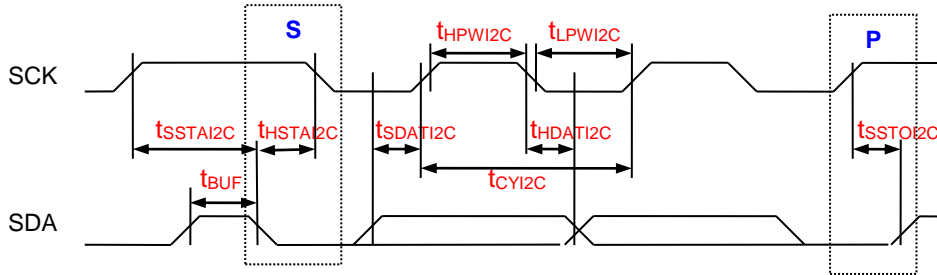 S
P
tHPWI2C tLPWI2C
SCK
tSSTAI2C tHSTAI2C tSDATI2C tHDATI2C tSSTOI2C
tBUF tCYI2C
SDA